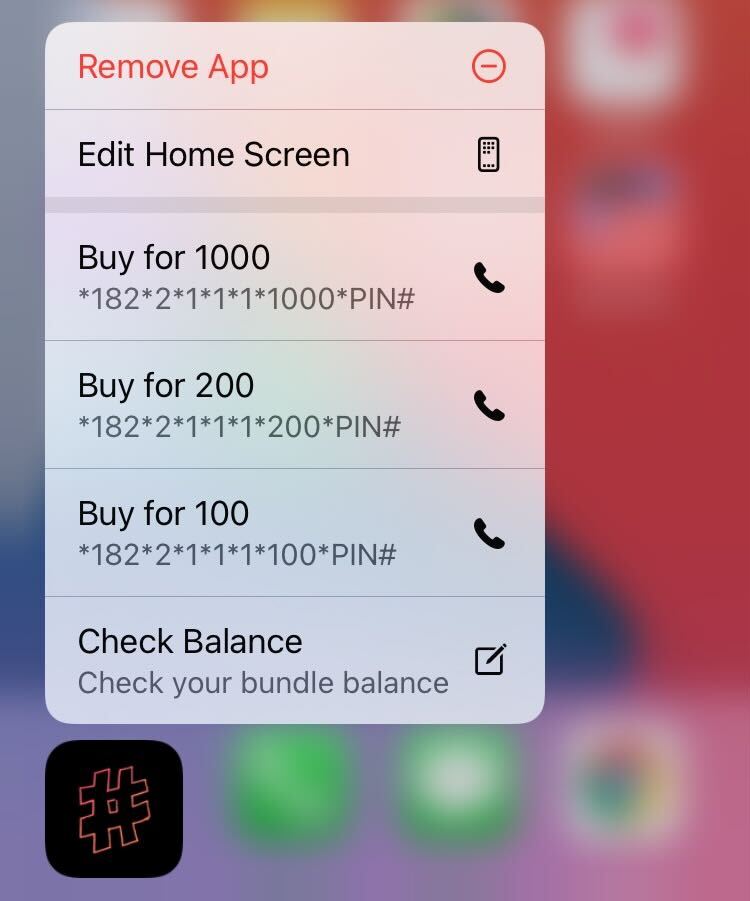 Remove App
Edit Home Screen
Buy for 1000
*182*2*1*1*1*1000*PIN#
Buy for 200
*182*2*1*1*1*200*PIN#
Buy for 100
*182*2*1*1*1*100*PIN#
Check Balance
Check your bundle balance
#